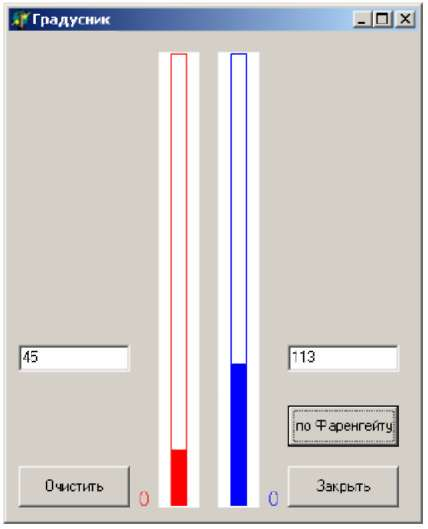 Градусник
45
113
по Фаренгейту
Очистить
0
0
Закрыть